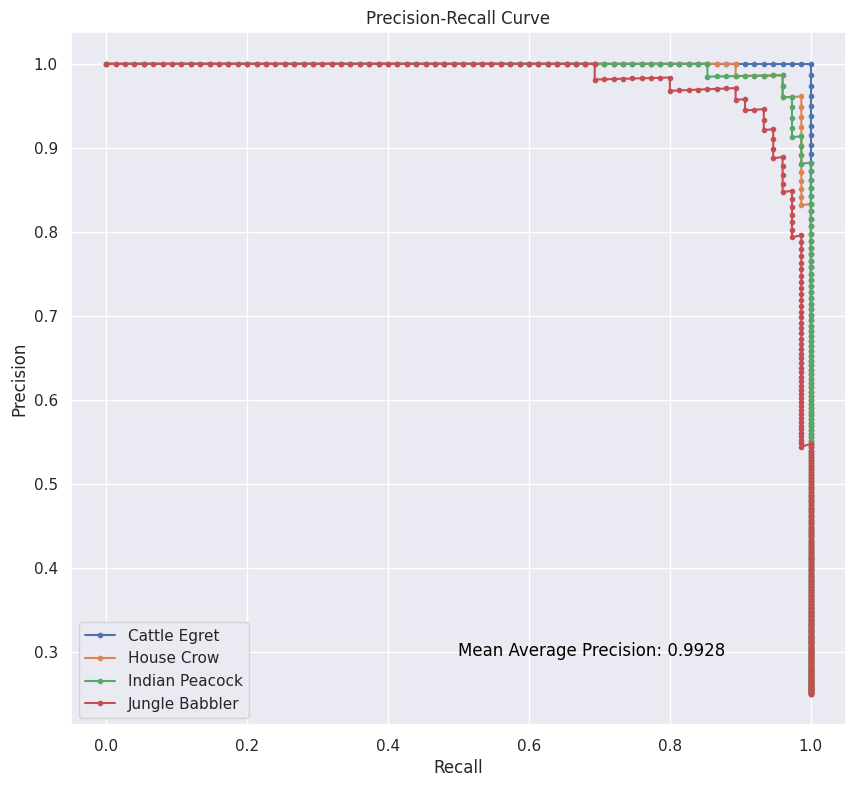 Precision-Recall Curve
1.0
0.9
0.8
0.7
0.6
0.5
0.4
0.3
Precision
Cattle Egret
House Crow
Indian Peacock
Jungle Babbler
Mean Average Precision: 0.9928
0.0 0.2 0.4 0.6 0.8 1.0
Recall